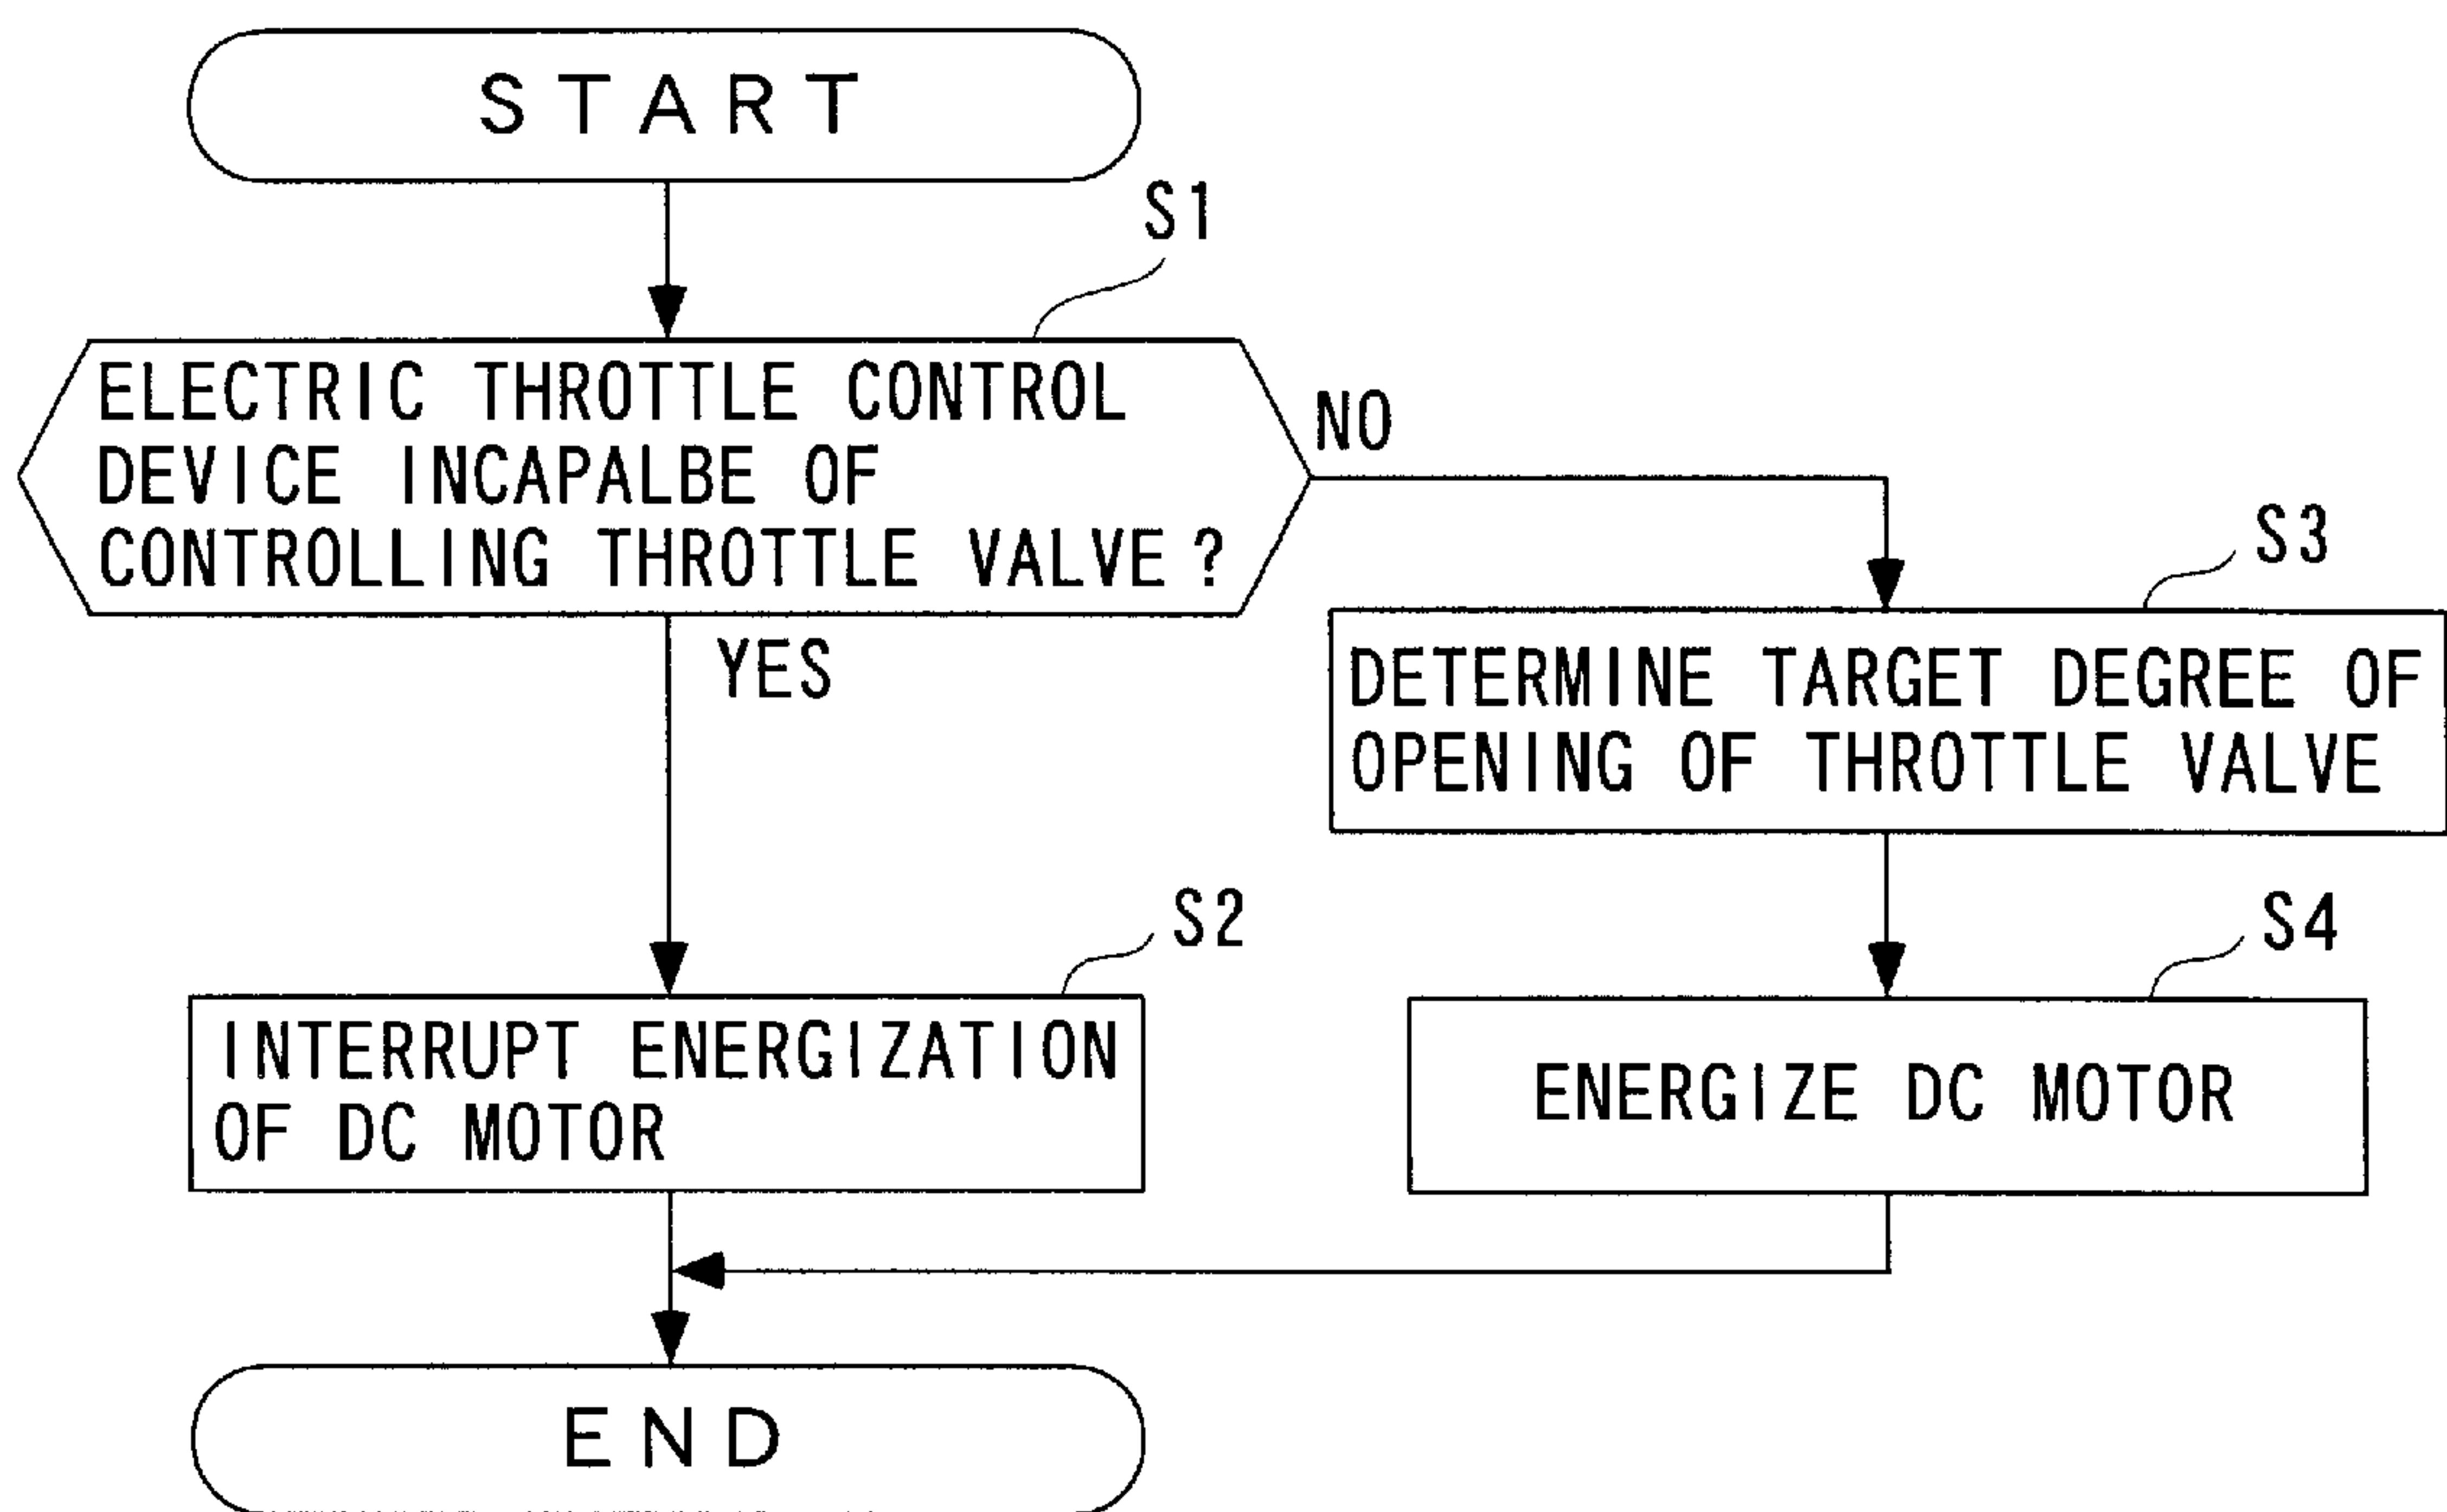 START
S1
ELECTRIC THROTTLE CONTROL
DEVICE INCAPALBE OF
CONTROLLING THROTTLE VALVE?
NO
YES
S3
DETERMINE TARGET DEGREE OF
OPENING OF THROTTLE VALVE
S2
INTERRUPT ENERGIZATION
OF DC MOTOR
S4
ENERGIZE DC MOTOR
END